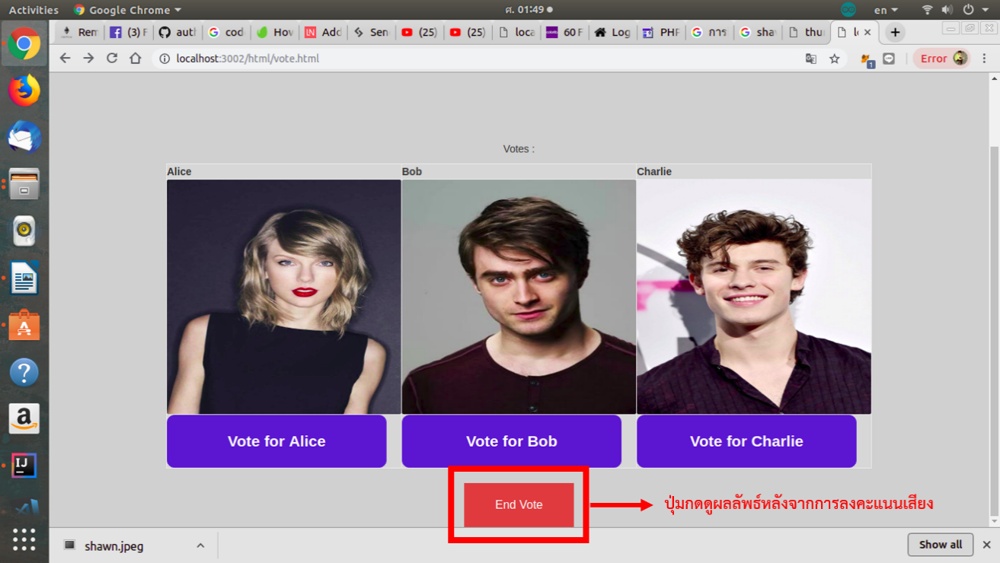 Activities Google Chrome ศ. 01:49 en
Ren (3) F aut cod Hov Add Sen (25) (25) loca 60 F Log PHP การ sha thu
localhost:3002/html/vote.html 1 Error
Votes :
Alice Bob Charlie
Vote for Alice Vote for Bob Vote for Charlie
End Vote ปุ่มกดดูผลลัพธ์หลังจากการลงคะแนนเสียง
shawn.jpeg Show all